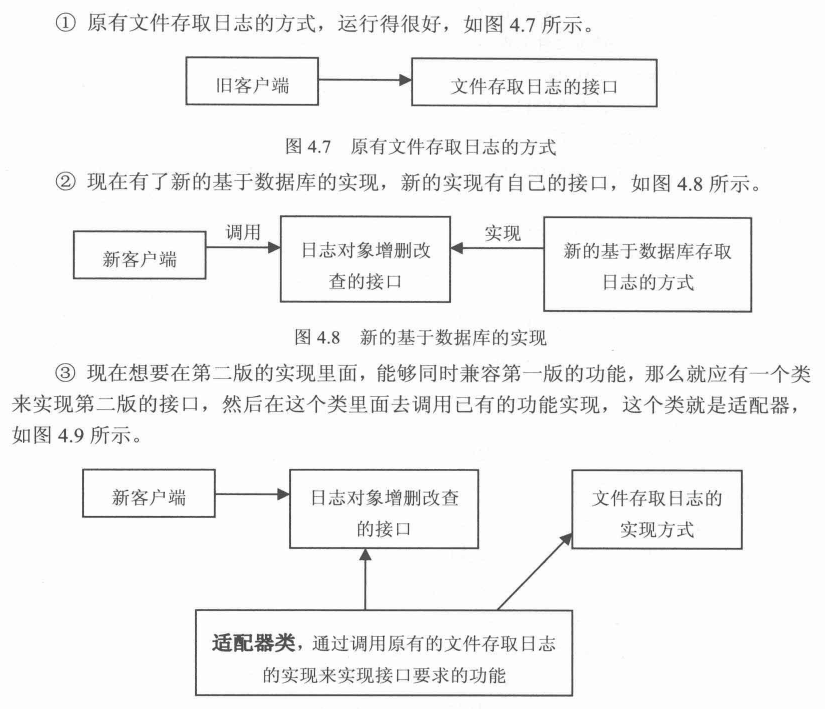 ① 原有文件存取日志的方式，运行得很好，如图 4.7 所示。
旧客户端
文件存取日志的接口
图 4.7 原有文件存取日志的方式
② 现在有了新的基于数据库的实现，新的实现有自己的接口，如图 4.8 所示。
新客户端
调用
日志对象增删改
查的接口
实现
新的基于数据库存取
日志的方式
图 4.8 新的基于数据库的实现
③ 现在想要在第二版的实现里面，能够同时兼容第一版的功能，那么就应有一个类
来实现第二版的接口，然后在这个类里面去调用已有的功能实现，这个类就是适配器，
如图 4.9 所示。
新客户端
日志对象增删改查
的接口
文件存取日志的
实现方式
适配器类，通过调用原有的文件存取日志
的实现来实现接口要求的功能